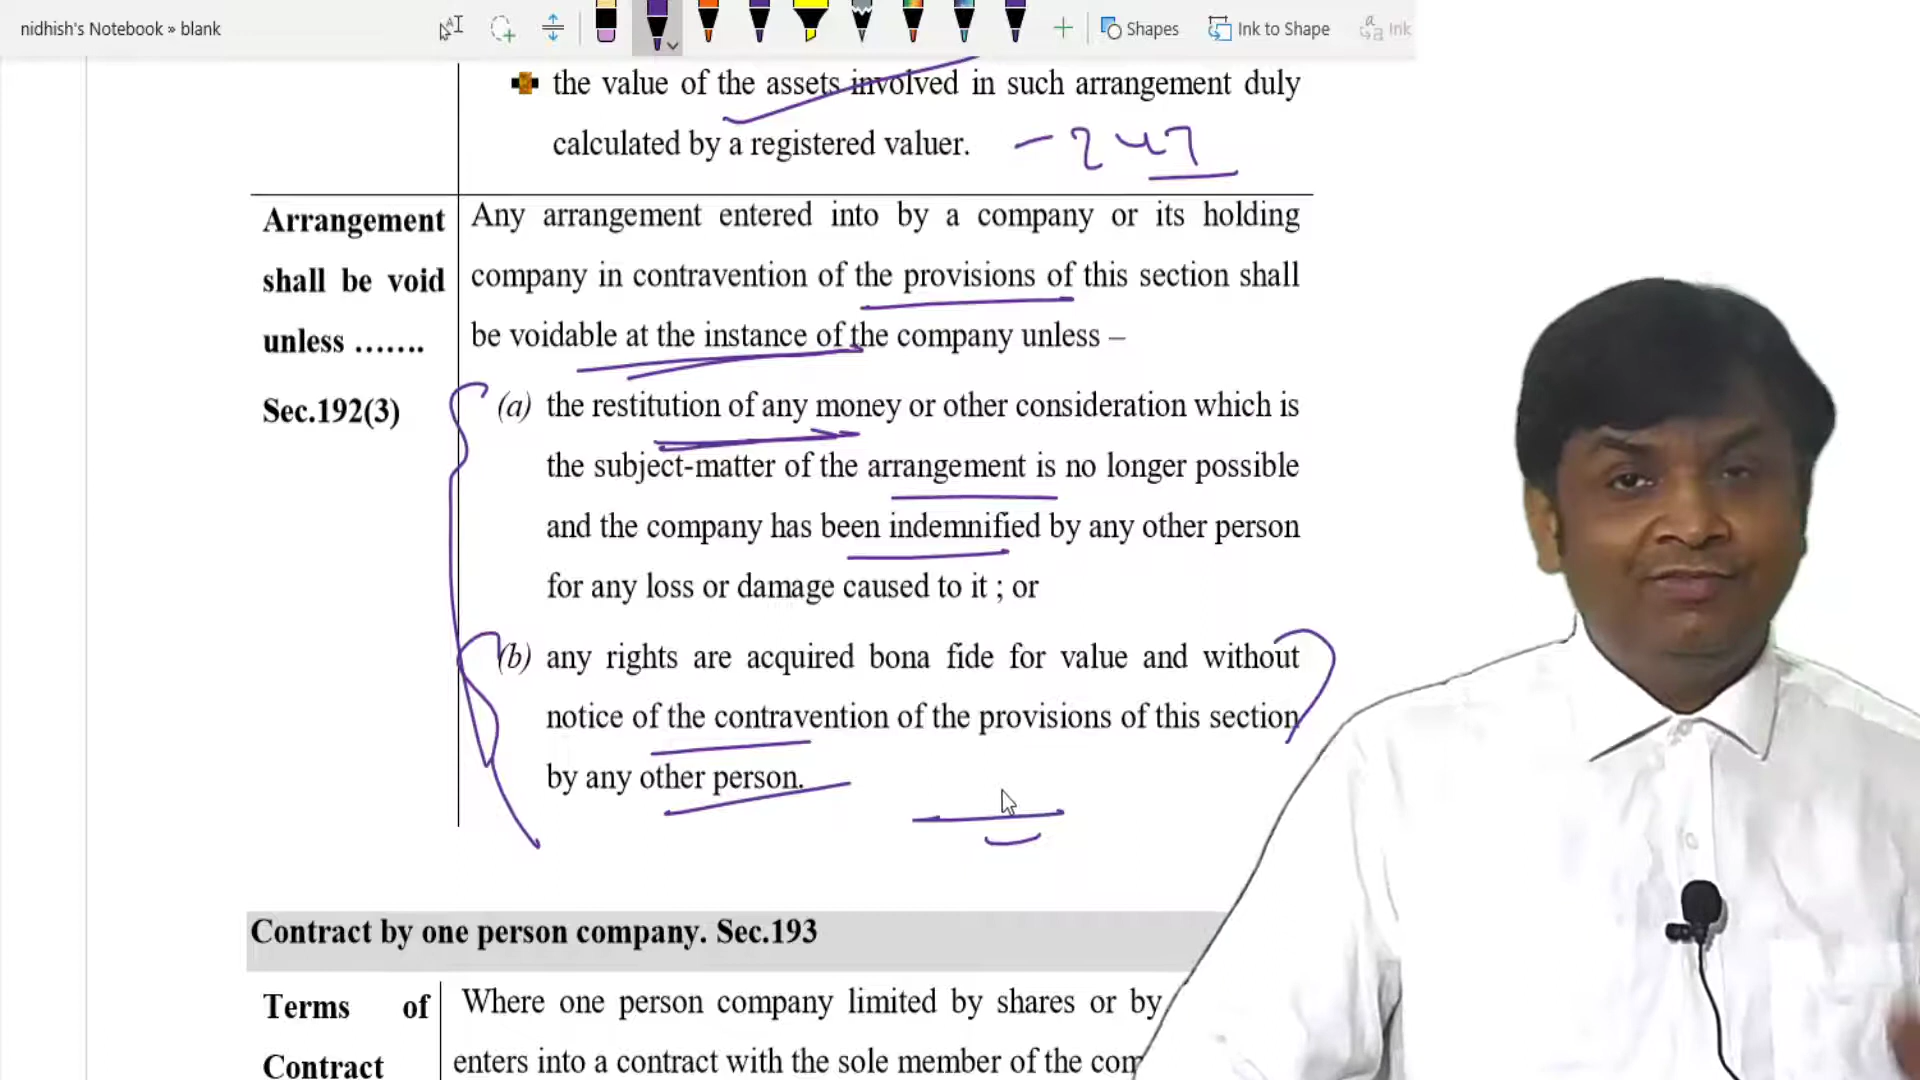 nidhish's Notebook » blank
Shapes
Ink to Shape
Ink
the value of the assets involved in such arrangement duly
calculated by a registered valuer. - 247
Arrangement shall be void unless …….
Sec.192(3)
Any arrangement entered into by a company or its holding
company in contravention of the provisions of this section shall
be voidable at the instance of the company unless –
(a) the restitution of any money or other consideration which is
the subject-matter of the arrangement is no longer possible
and the company has been indemnified by any other person
for any loss or damage caused to it ; or
(b) any rights are acquired bona fide for value and without
notice of the contravention of the provisions of this section
by any other person.
Contract by one person company. Sec.193
Terms of
Contract
Where one person company limited by shares or by
enters into a contract with the sole member of the com